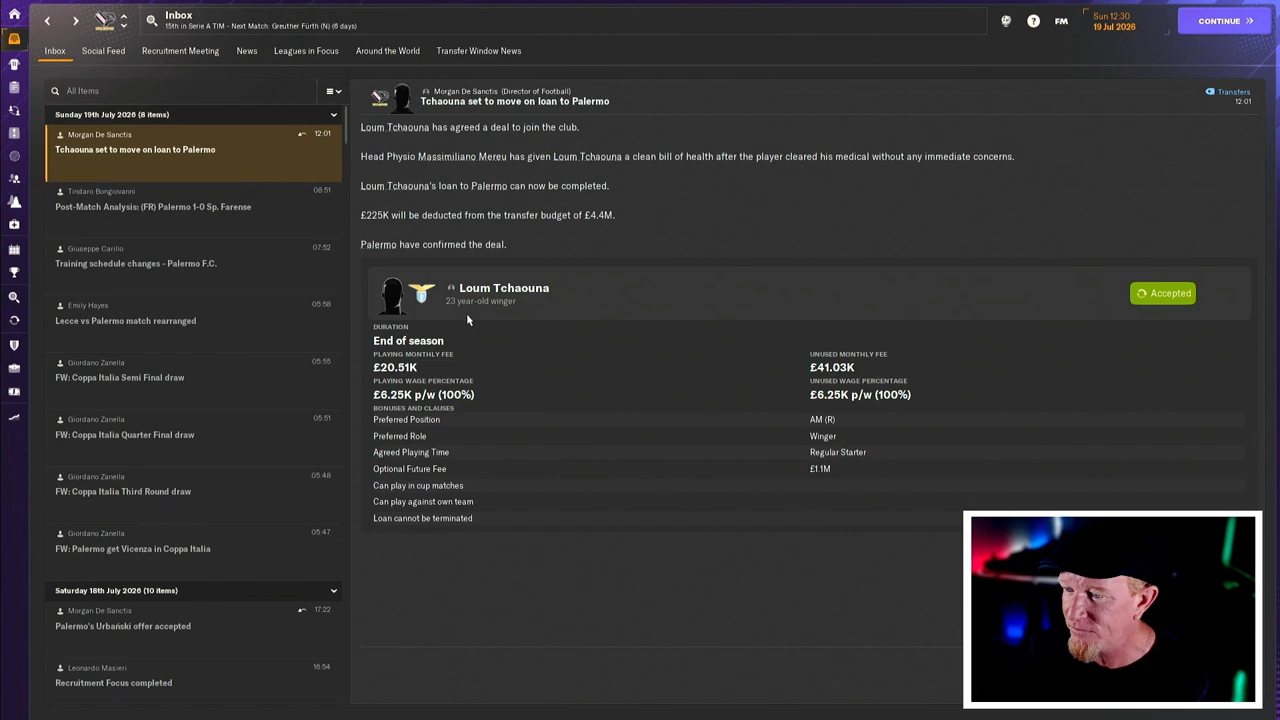 Inbox
15th in Serie A TIM - Next Match: Greuther Fürth (N) (6 days)
FM
Sun 12:30
19 Jul 2026
CONTINUE
Inbox
Social Feed
Recruitment Meeting
News
Leagues in Focus
Around the World
Transfer Window News
All Items
Sunday 19th July 2026 (8 items)
Morgan De Sanctis 12:01
Tchaouna set to move on loan to Palermo
Tindaro Bongiovanni 08:51
Post-Match Analysis: (FR) Palermo 1-0 Sp. Farense
Giuseppe Carillo 07:52
Training schedule changes - Palermo F.C.
Emily Hayes 05:58
Lecce vs Palermo match rearranged
Giordano Zanella 05:55
FW: Coppa Italia Semi Final draw
Giordano Zanella 05:51
FW: Coppa Italia Quarter Final draw
Giordano Zanella 05:48
FW: Coppa Italia Third Round draw
Giordano Zanella 05:47
FW: Palermo get Vicenza in Coppa Italia
Saturday 18th July 2026 (10 items)
Morgan De Sanctis 17:22
Palermo's Urbański offer accepted
Leonardo Masieri 16:54
Recruitment Focus completed
Morgan De Sanctis (Director of Football)
Tchaouna set to move on loan to Palermo
Transfers
12:01
Loum Tchaouna has agreed a deal to join the club.
Head Physio Massimiliano Mereu has given Loum Tchaouna a clean bill of health after the player cleared his medical without any immediate concerns.
Loum Tchaouna's loan to Palermo can now be completed.
£225K will be deducted from the transfer budget of £4.4M.
Palermo have confirmed the deal.
Loum Tchaouna
23 year-old winger
Accepted
DURATION
End of season
PLAYING MONTHLY FEE UNUSED MONTHLY FEE
£20.51K £41.03K
PLAYING WAGE PERCENTAGE UNUSED WAGE PERCENTAGE
£6.25K p/w (100%) £6.25K p/w (100%)
BONUSES AND CLAUSES
Preferred Position AM (R)
Preferred Role Winger
Agreed Playing Time Regular Starter
Optional Future Fee £1.1M
Can play in cup matches
Can play against own team
Loan cannot be terminated